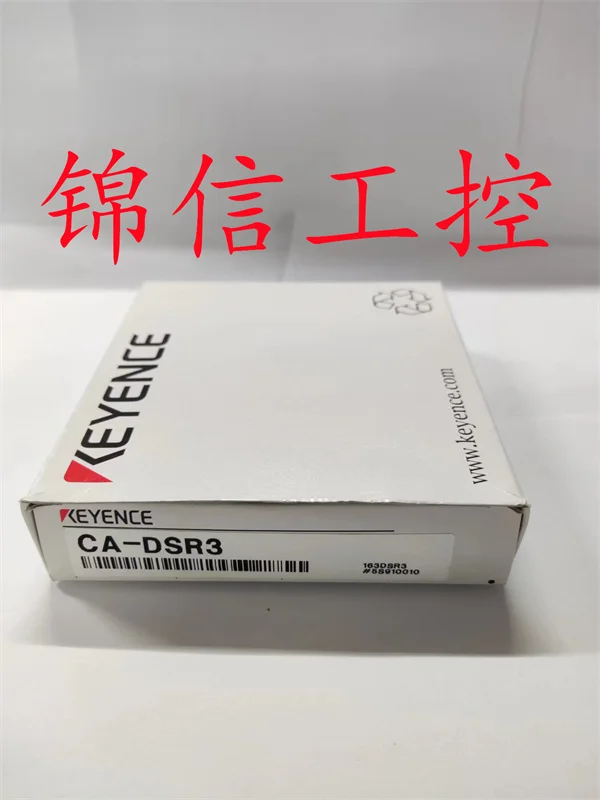 锦信工控
KEYENCE
www.keyence.com
KEYENCE
CA-DSR3
163DSR3
#5S910010